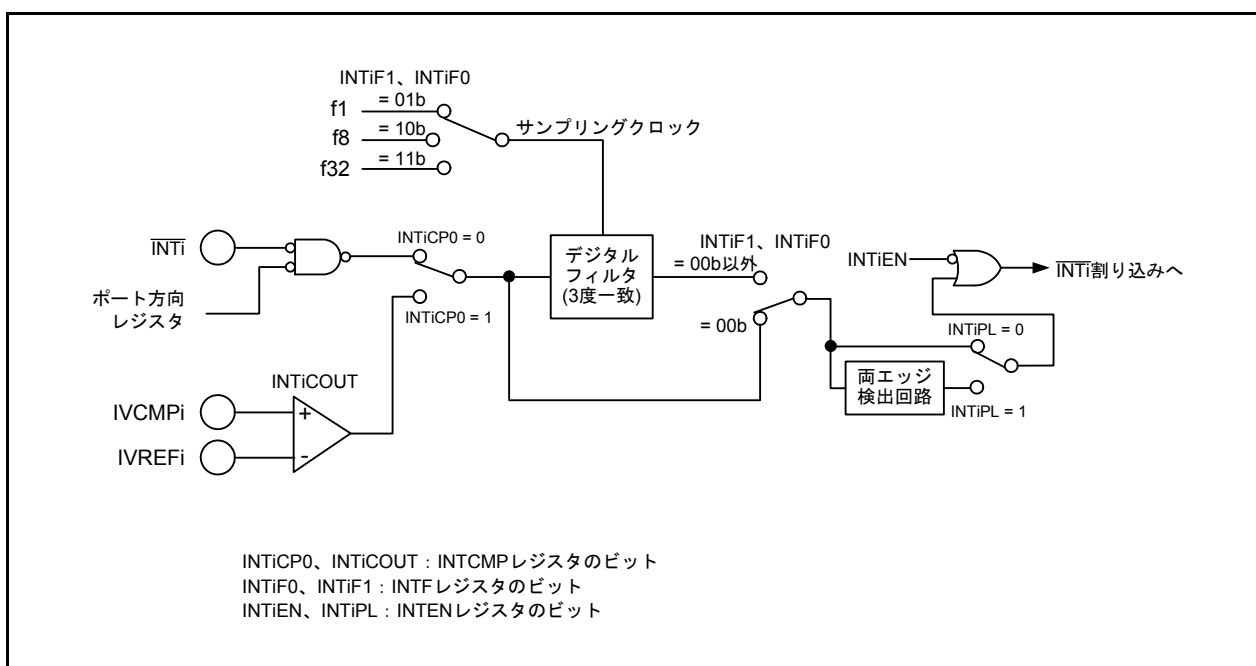 INTiF1、INTiF0
f1
= 01b
f8
= 10b
f32
= 11b
サンプリングクロック
INTi
ポート方向
レジスタ
INTiCP0 = 0
INTiCP0 = 1
デジタル
フィルタ
(3度一致)
INTiF1、INTiF0
= 00b以外
= 00b
INTiEN
INTi割り込みへ
INTiPL = 0
両エッジ
検出回路
INTiPL = 1
INTiCOUT
IVCMPi
+
IVREFi
-
INTiCP0、INTiCOUT：INTCMPレジスタのビット
INTiF0、INTiF1：INTFレジスタのビット
INTiEN、INTiPL：INTENレジスタのビット